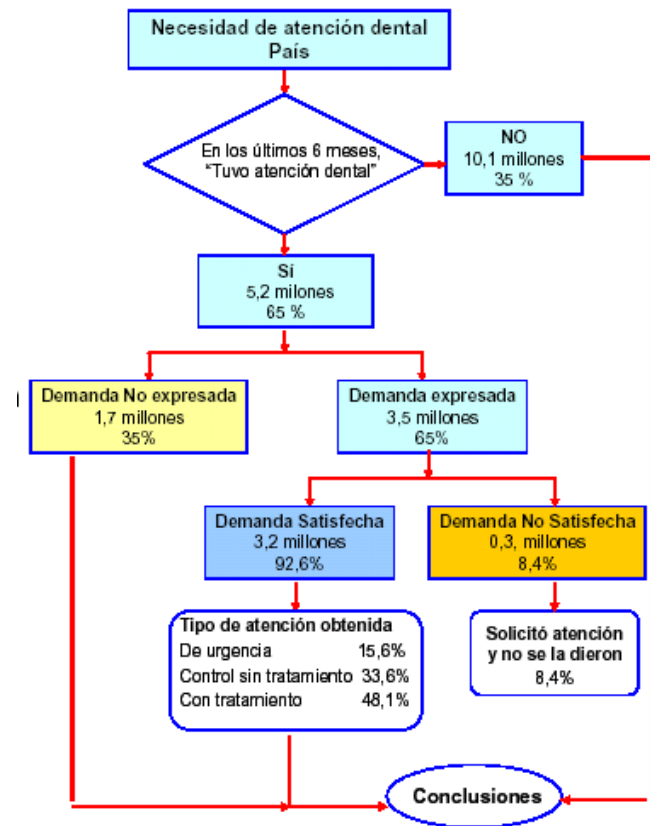 Necesidad de atención dental
País
En los últimos 6 meses,
“Tuvo atención dental”
NO
10,1 millones
35 %
Sí
5,2 milones
65 %
Demanda No expresada
1,7 millones
35%
Demanda expresada
3,5 millones
65%
Demanda Satisfecha
3,2 millones
92,6%
Demanda No Satisfecha
0,3, millones
8,4%
Tipo de atención obtenida
De urgencia 15,6%
Control sin tratamiento 33,6%
Con tratamiento 48,1%
Solicitó atención
y no se la dieron
8,4%
Conclusiones